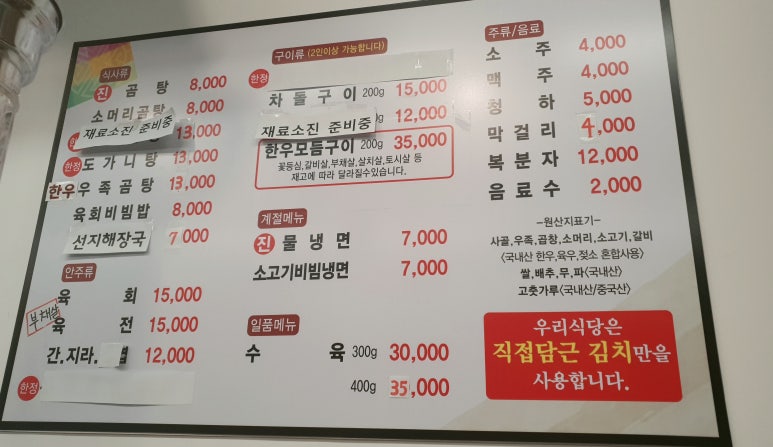 식사류
진 곰탕 8,000
소머리곰탕 8,000
재료소진 준비중 13,000
한정 도가니탕 13,000
한우우족곰탕 13,000
육회비빔밥 8,000
선지해장국 7,000
안주류
육 회 15,000
부채살
육 전 15,000
간.지라. 12,000
한정
구이류 (2인이상 가능합니다)
한정
차돌구이 200g 15,000
재료소진 준비중 12,000
한우모듬구이 200g 35,000
꽃등심,갈비살,부채살,살치살,토시살 등
재고에 따라 달라질수있습니다.
계절메뉴
진 물냉면 7,000
소고기비빔냉면 7,000
일품메뉴
수 육 300g 30,000
400g 35,000
주류/음료
소 주 4,000
맥 주 4,000
청 하 5,000
막걸리 4,000
복분자 12,000
음료수 2,000
-원산지표기-
사골,우족,곱창,소머리,소고기,갈비
<국내산 한우,육우,젖소 혼합사용>
쌀,배추,무,파<국내산>
고춧가루<국내산/중국산>
우리식당은
직접담근 김치만을
사용합니다.